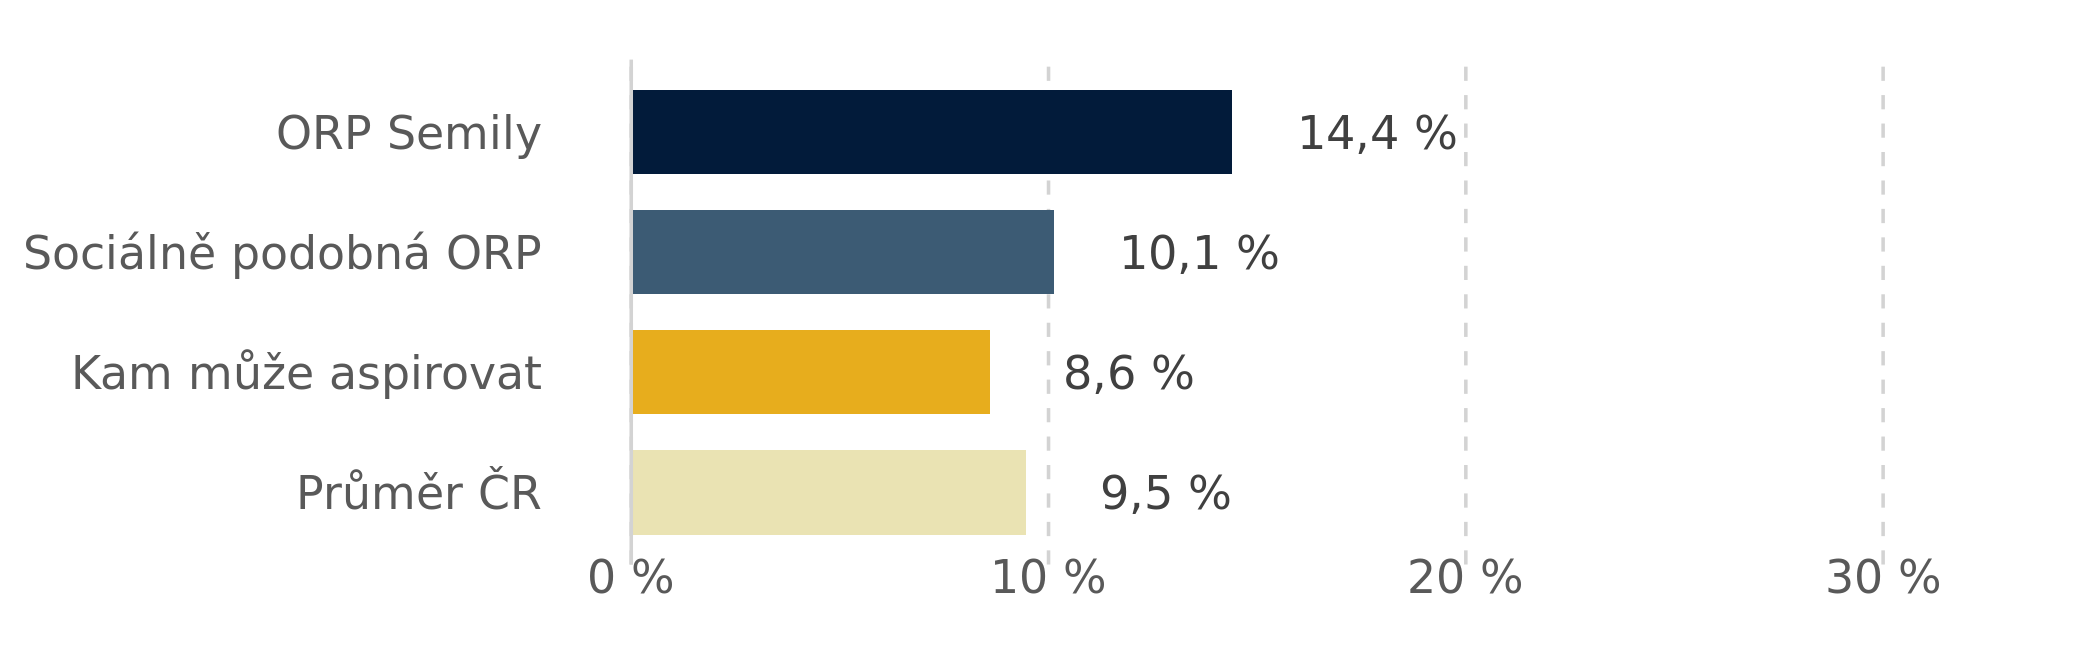 ORP Semily 14,4 %
Sociálně podobná ORP 10,1 %
Kam může aspirovat 8,6 %
Průměr ČR 9,5 %
0 % 10 % 20 % 30 %